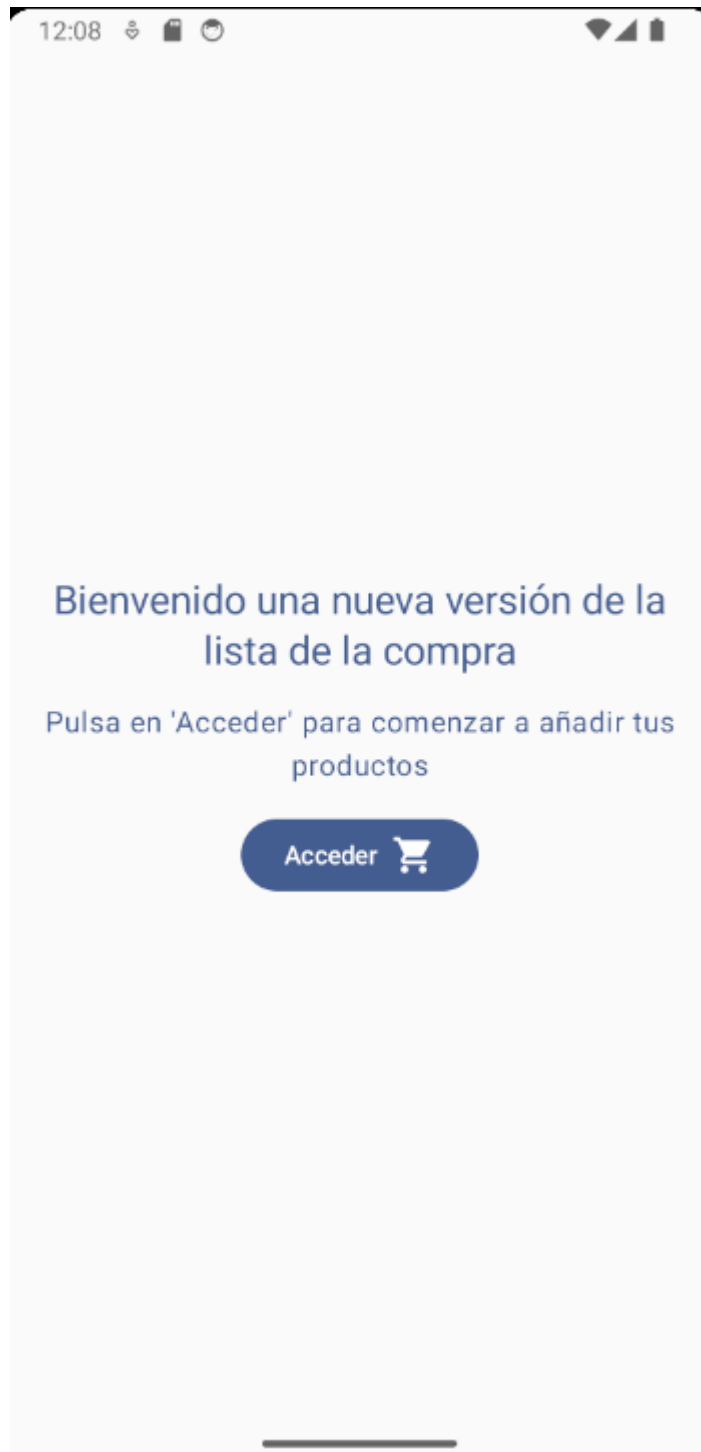 12:08
Bienvenido una nueva versión de la
lista de la compra
Pulsa en 'Acceder' para comenzar a añadir tus
productos
Acceder